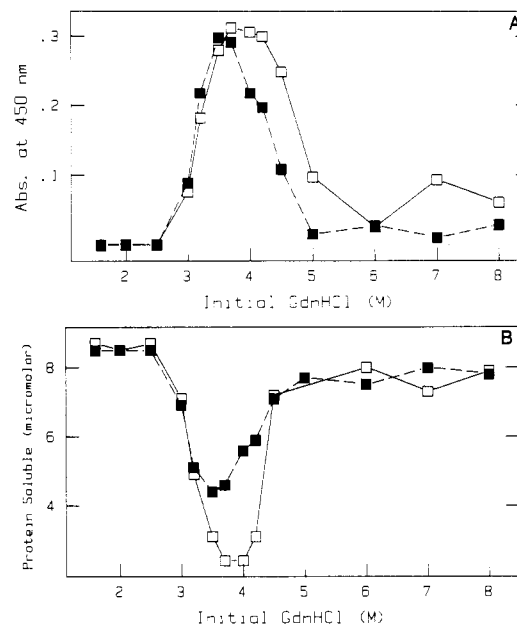 A
.3
.2
.1
Abs. at 450 nm
2 3 4 5 6 7 8
Initial GdnHCl (M)
B
8
6
4
Protein Soluble (micromolar)
2 3 4 5 6 7 8
Initial GdnHCl (M)